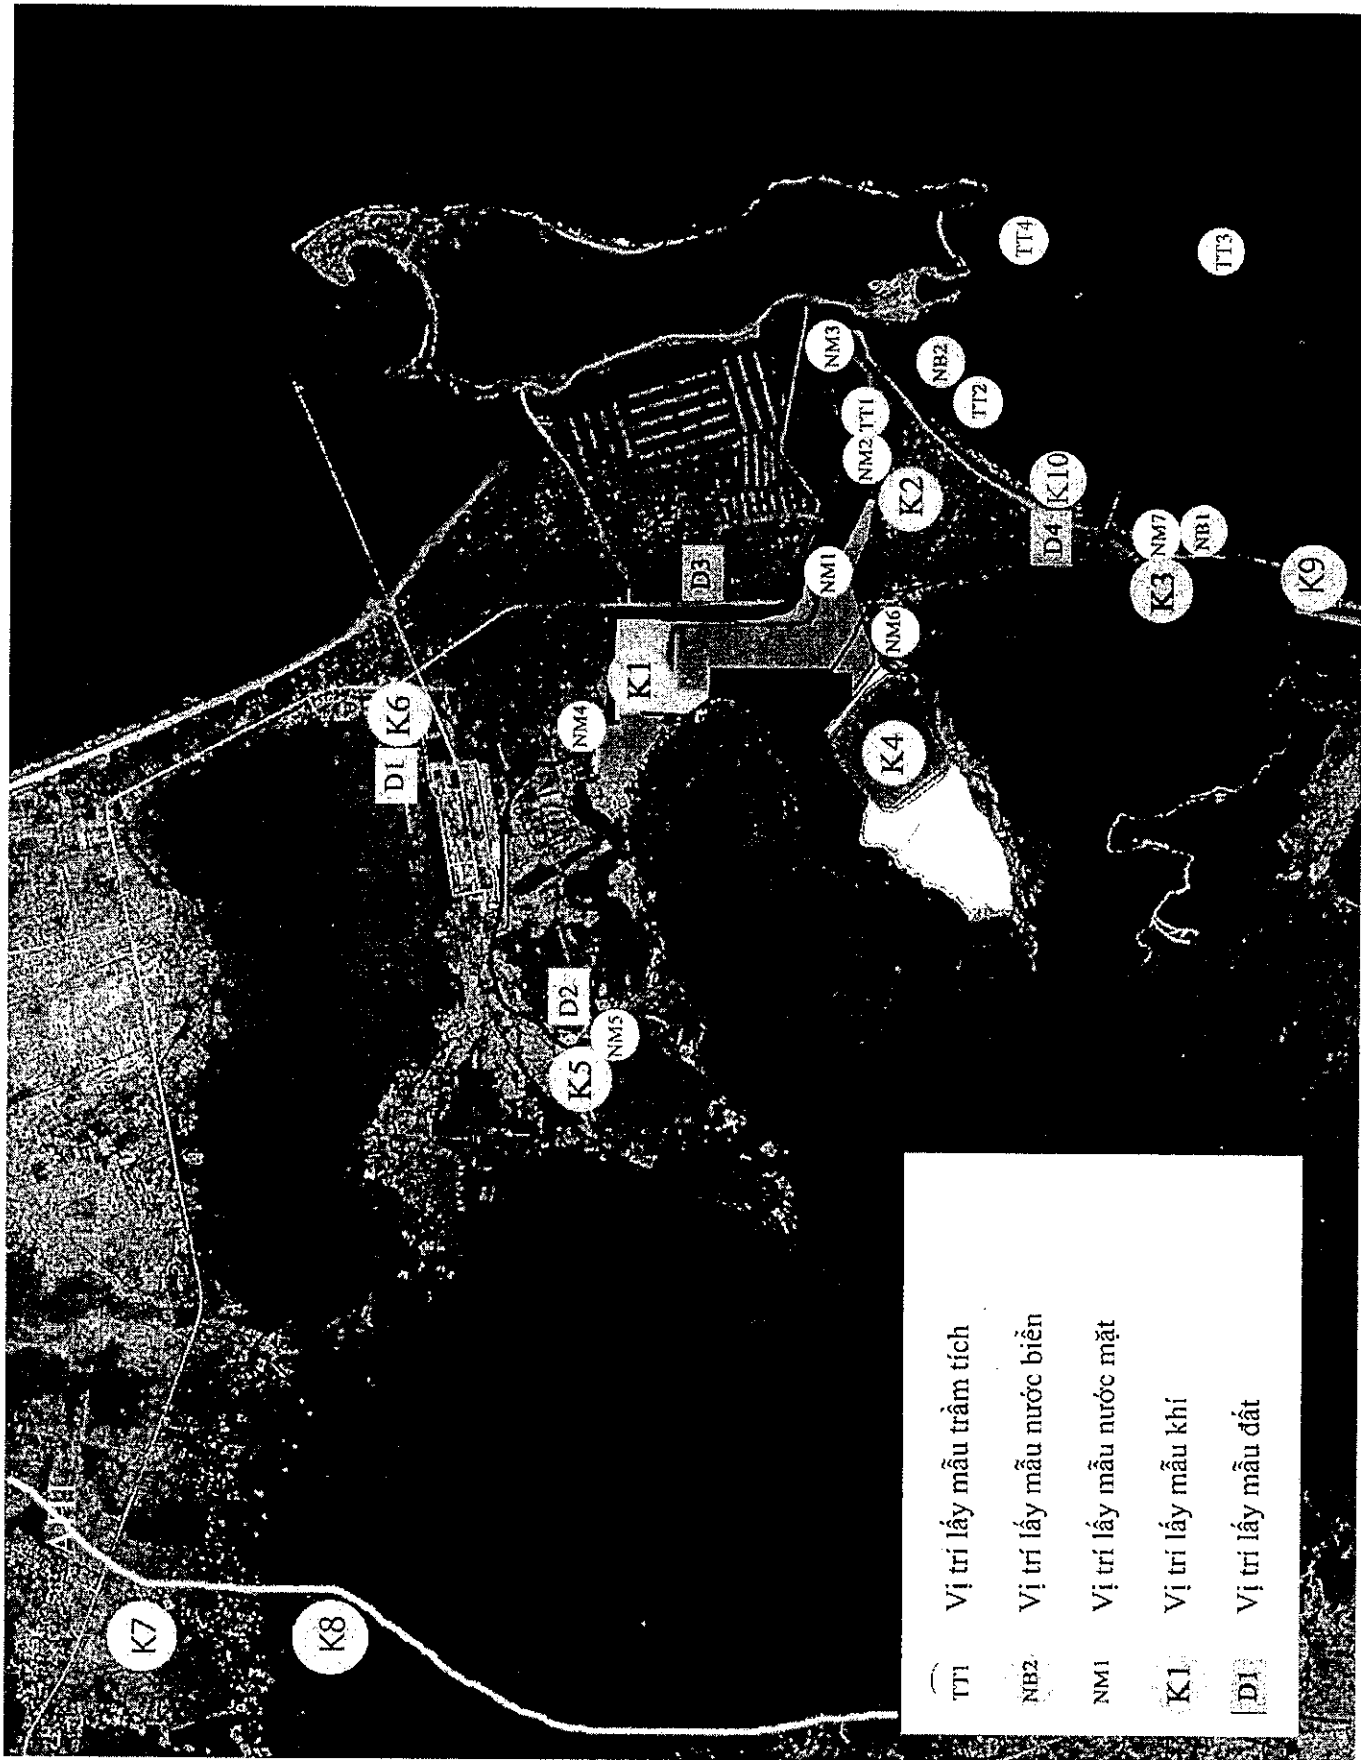 K7
K8
K5
NM5
D2
D1
K6
NM4
K1
D3
K4
NM6
NM1
K2
NM2
TT1
NM3
NB2
TT2
TT4
TT3
K10
D4
NM7
K3
NB1
K9
TT1 Vị trí lấy mẫu trầm tích
NB2 Vị trí lấy mẫu nước biển
NM1 Vị trí lấy mẫu nước mặt
K1 Vị trí lấy mẫu khí
D1 Vị trí lấy mẫu đất